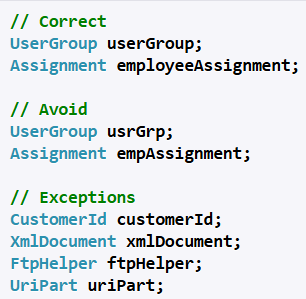 // Correct
UserGroup userGroup;
Assignment employeeAssignment;
// Avoid
UserGroup usrGrp;
Assignment empAssignment;
// Exceptions
CustomerId customerId;
XmlDocument xmlDocument;
FtpHelper ftpHelper;
UriPart uriPart;